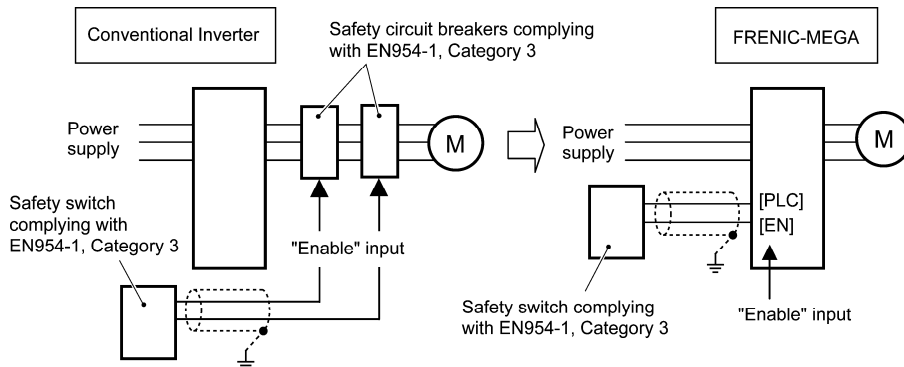 Conventional Inverter
Safety circuit breakers complying
with EN954-1, Category 3
Power
supply
M
Safety switch
complying with
EN954-1, Category 3
"Enable" input
FRENIC-MEGA
Power
supply
M
[PLC]
[EN]
Safety switch complying
with EN954-1, Category 3
"Enable" input